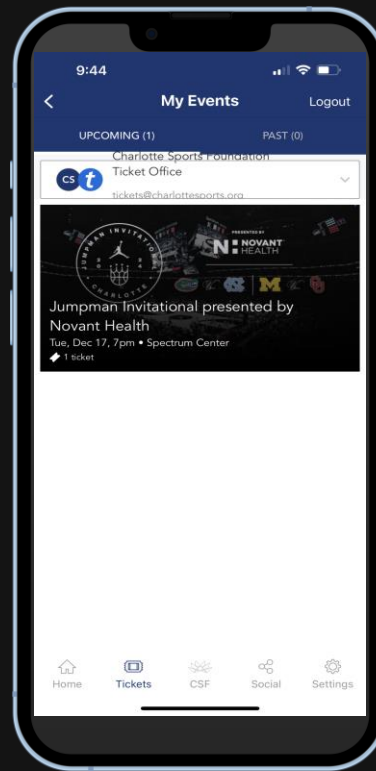 9:44
My Events
Logout
UPCOMING (1)
PAST (0)
Charlotte Sports Foundation
Ticket Office
tickets@charlottesports.org
CS t
JUMPMAN INVITATIONAL
CHARLOTTE
PRESENTED BY
N NOVANT
HEALTH
M
Jumpman Invitational presented by
Novant Health
Tue, Dec 17, 7pm • Spectrum Center
1 ticket
Home
Tickets
CSF
Social
Settings